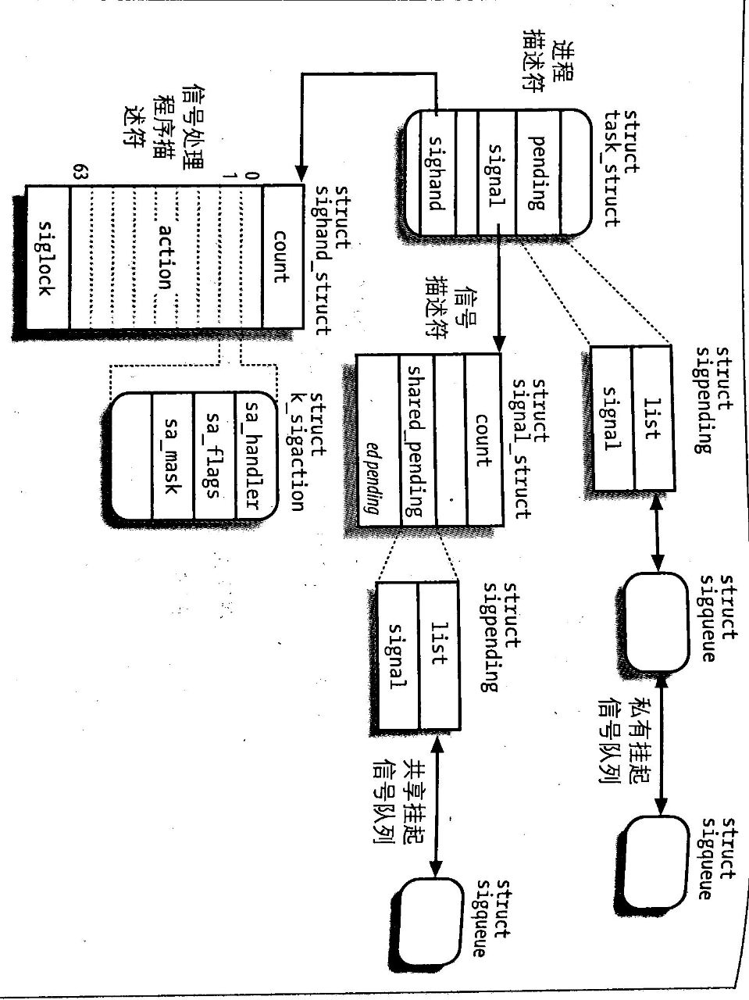 struct
task_struct
进程
描述符
pending
signal
sighand
struct
sigpending
list
signal
struct
sigqueue
私有挂起
信号队列
struct
sigqueue
信号
描述符
struct
signal_struct
count
shared_pending
ed pending
struct
sigpending
list
signal
共享挂起
信号队列
struct
sigqueue
信号处理
程序描
述符
struct
sighand_struct
count
0
1
action
63
siglock
struct
k_sigaction
sa_handler
sa_flags
sa_mask